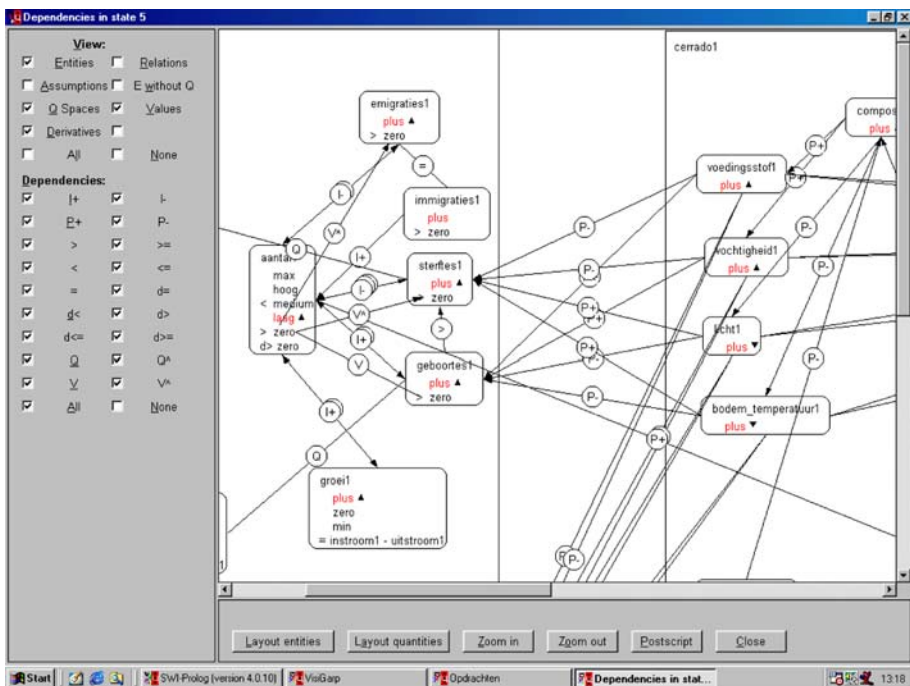 Dependencies in state 5
View:
Entities Relations
Assumptions E without Q
Q Spaces Values
Derivatives
All None
Dependencies:
I+ I-
P+ P-
> >=
< <=
= d=
d< d>
d<= d>=
Q Q^
V V^
All None
cerrado1
emigraties1
plus ▲
> zero
=
immigraties1
plus
> zero
I-
V^
I+
Q
max
hoog
< medium
laag ▲
> zero
d> zero
sterftes1
plus ▲
zero
I-
V^
I+
>
V
geboortes1
plus ▲
> zero
I+
Q
groei1
plus ▲
zero
min
= instroom1 - uitstroom1
plus ▲
P+
voedingsstof1
plus ▲
P+
P-
vochtigheid1
plus ▲
P-
P-
P+
P+
licht1
plus ▼
P-
P+
P-
P-
bodem_temperatuur1
plus ▼
P+
P-
P-
Layout entities
Layout quantities
Zoom in
Zoom out
Postscript
Close
Start
SWI-Prolog (version 4.0.10)
VisiGarp
Opdrachten
Dependencies in stat...
13:18